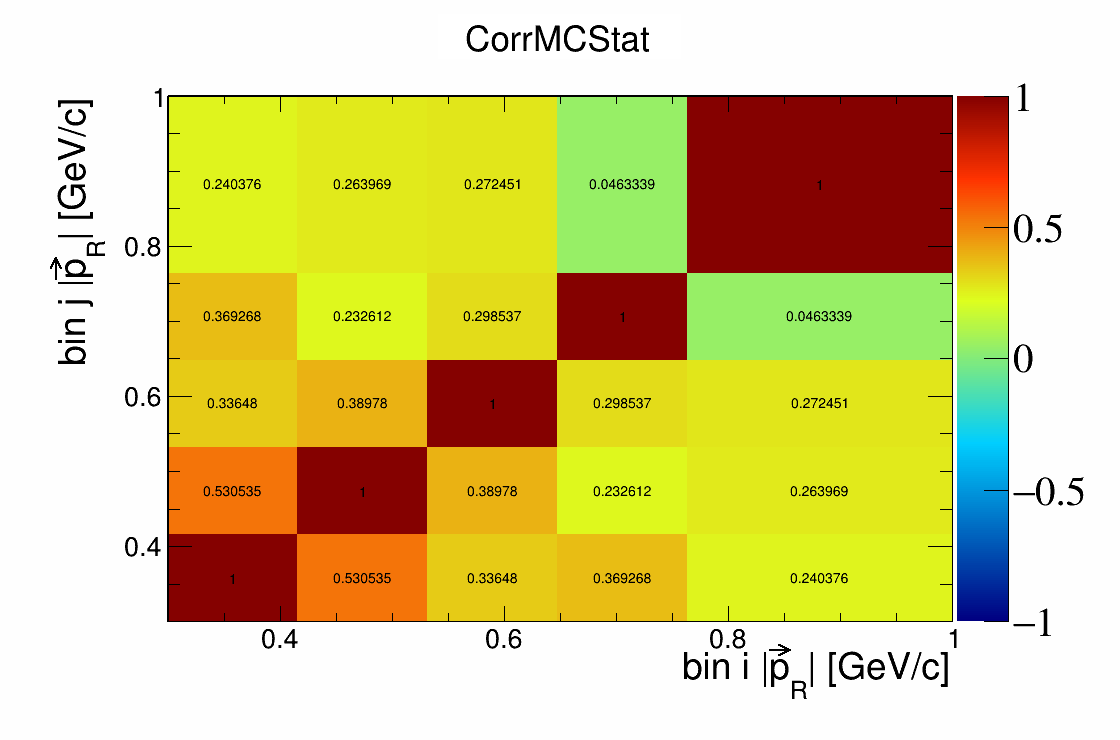 CorrMCStat
bin j |p⃗_R| [GeV/c]
1
0.8
0.6
0.4
0.240376 0.263969 0.272451 0.0463339 1
0.369268 0.232612 0.298537 1 0.0463339
0.33648 0.38978 1 0.298537 0.272451
0.530535 1 0.38978 0.232612 0.263969
1 0.530535 0.33648 0.369268 0.240376
0.4 0.6 0.8 1
bin i |p⃗_R| [GeV/c]
1
0.5
0
−0.5
−1